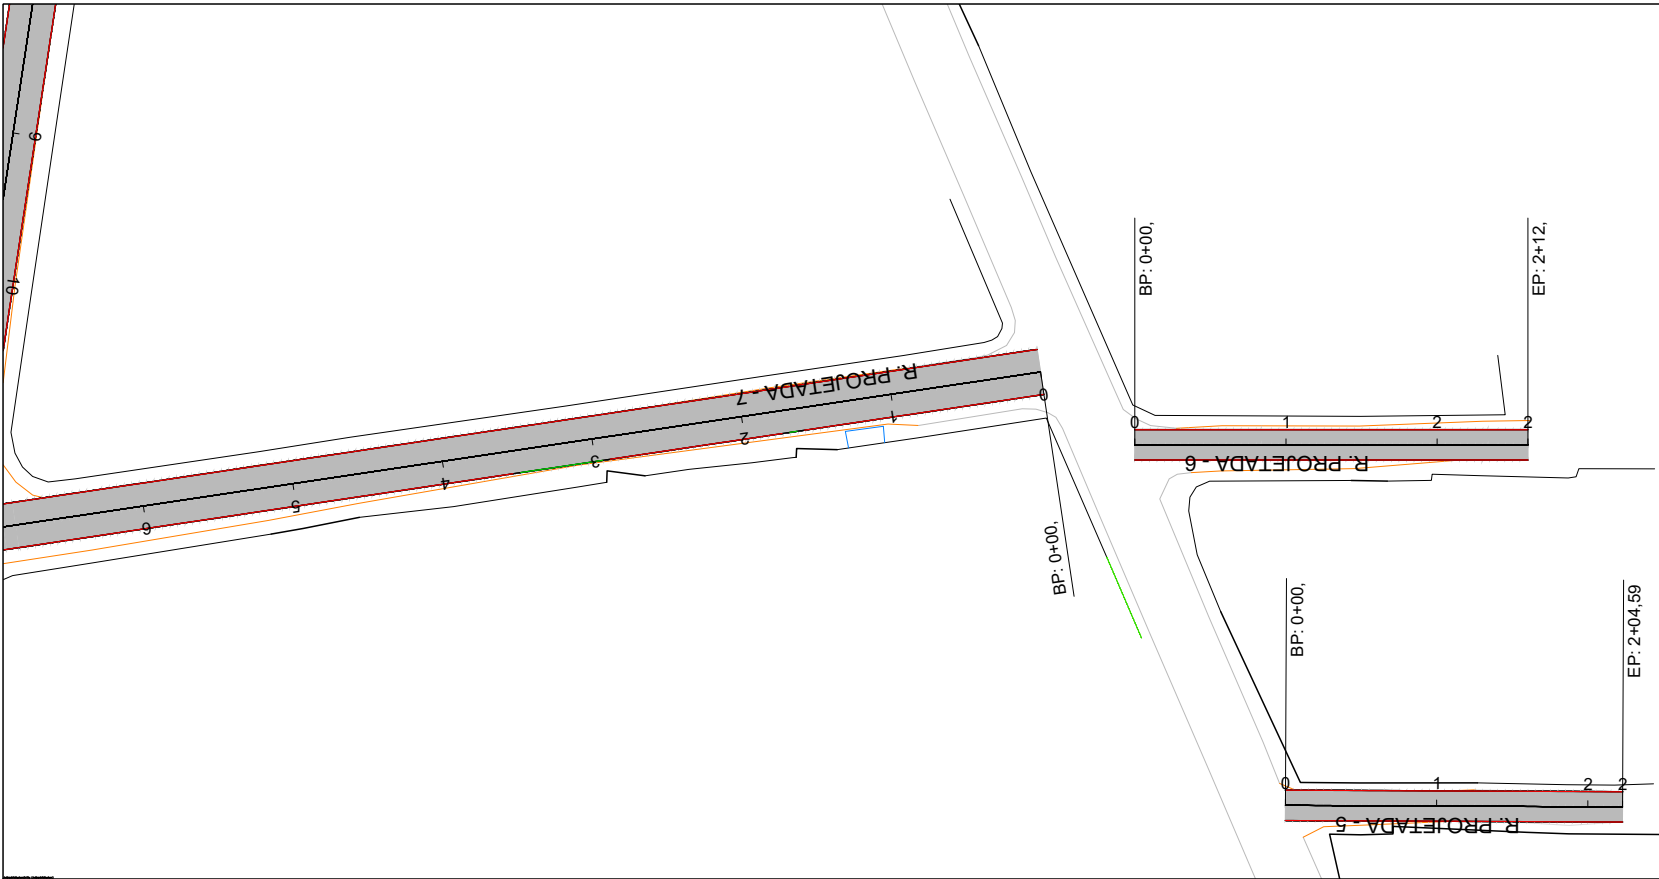 9
10
R. PROJETADA - 7
0
1
2
3
4
5
6
BP: 0+00,
BP: 0+00,
EP: 2+12,
0
1
2
2
R. PROJETADA - 6
BP: 0+00,
EP: 2+04,59
0
1
2
2
R. PROJETADA - 5